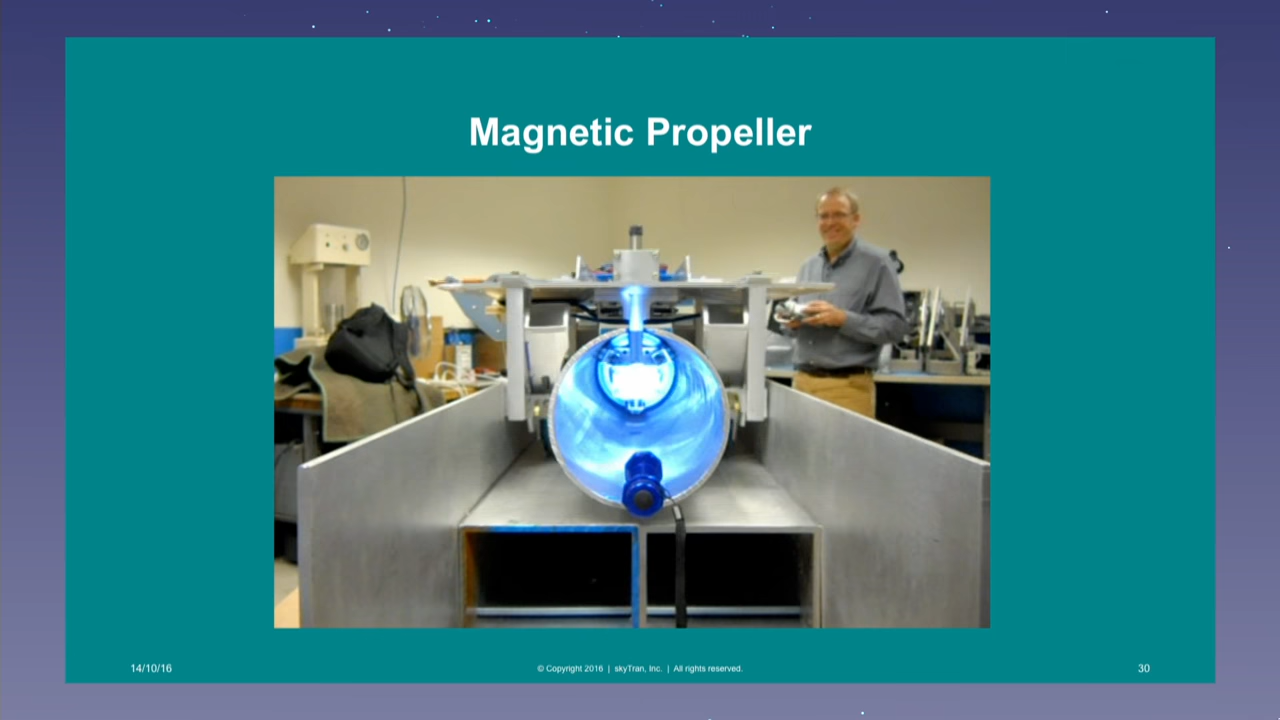 Magnetic Propeller
14/10/16
© Copyright 2016 | skyTran, Inc. | All rights reserved.
30